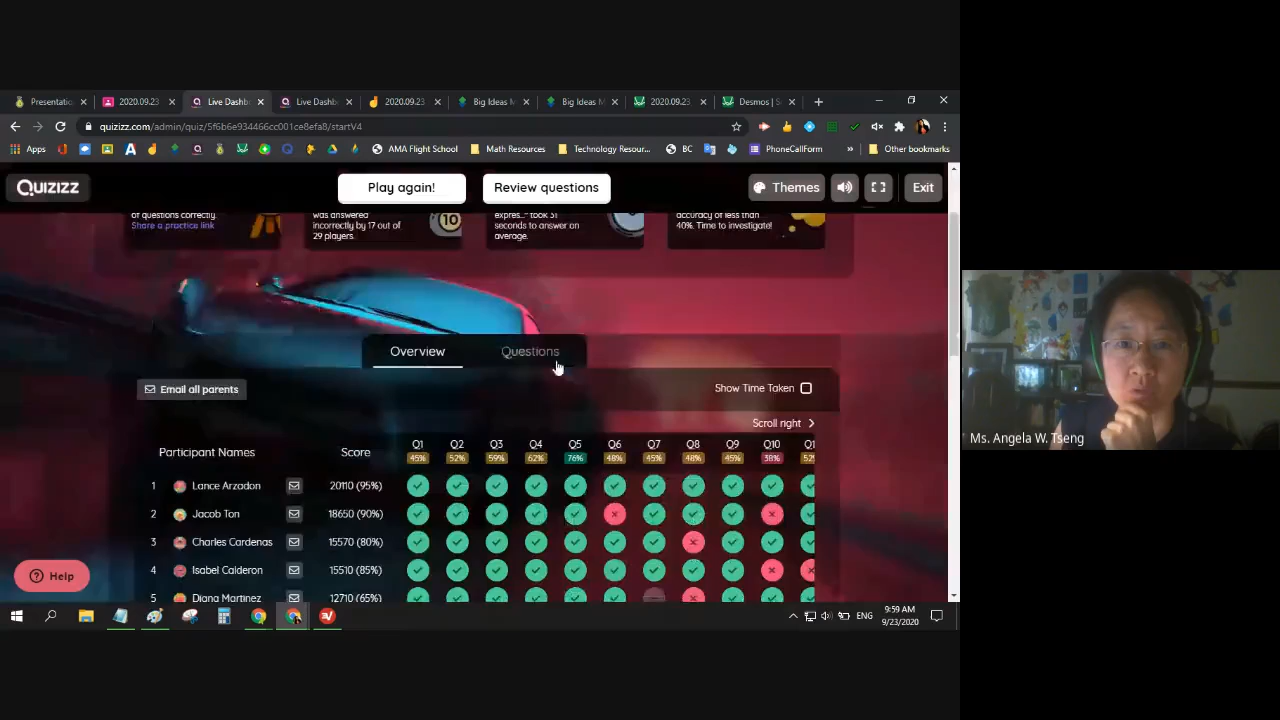 Presentatio
2020.09.23
Live Dashb
Live Dashb
2020.09.23
Big Ideas M
Big Ideas M
2020.09.23
Desmos | S
quizizz.com/admin/quiz/5f6b6e934466cc001ce8efa8/startV4
Apps
AMA Flight School
Math Resources
Technology Resour...
BC
PhoneCallForm
Other bookmarks
QUIZIZZ
Play again!
Review questions
Themes
Exit
of questions correctly.
Share a practice link
was answered
incorrectly by 17 out of
29 players.
10
expres..." took 31
seconds to answer on
average.
accuracy of less than
40%. Time to investigate!
Overview
Questions
Email all parents
Show Time Taken
Scroll right
Participant Names
Score
Q1 Q2 Q3 Q4 Q5 Q6 Q7 Q8 Q9 Q10 Q1
45% 52% 59% 62% 76% 48% 45% 48% 45% 38% 52%
1 Lance Arzadon 20110 (95%)
2 Jacob Ton 18650 (90%)
3 Charles Cardenas 15570 (80%)
4 Isabel Calderon 15510 (85%)
5 Diana Martinez 12710 (65%)
Help
ENG
9:59 AM
9/23/2020
Ms. Angela W. Tseng